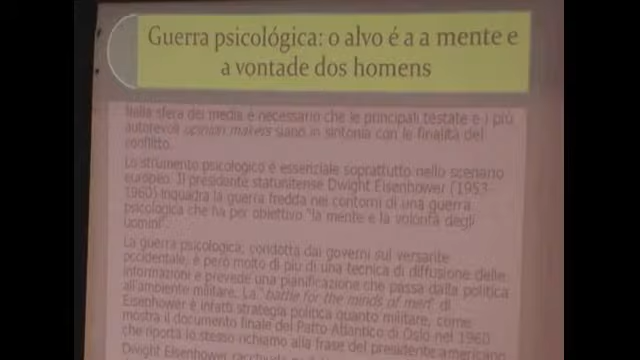 Guerra psicológica: o alvo é a a mente e
a vontade dos homens
Nella sfera dei media è necessario che le principali testate e i più
autorevoli opinion makers siano in sintonia con le finalità del
conflitto.
Lo strumento psicologico è essenziale soprattutto nello scenario
europeo. Il presidente statunitense Dwight Eisenhower (1953-
1960) inquadra la guerra fredda nei contorni di una guerra
psicologica che ha per obiettivo "la mente e la volontà degli
uomini".
La guerra psicologica, condotta dai governi sul versante
occidentale, è però molto di più di una tecnica di diffusione delle
informazioni e prevede una pianificazione che passa dalla politica
all'ambiente militare. La "battle for the minds of men" di
Eisenhower è infatti strategia politica quanto militare, come
mostra il documento finale del Patto Atlantico di Oslo nel 1960
che riporta lo stesso richiamo alla frase del presidente americano
Dwight Eisenhower